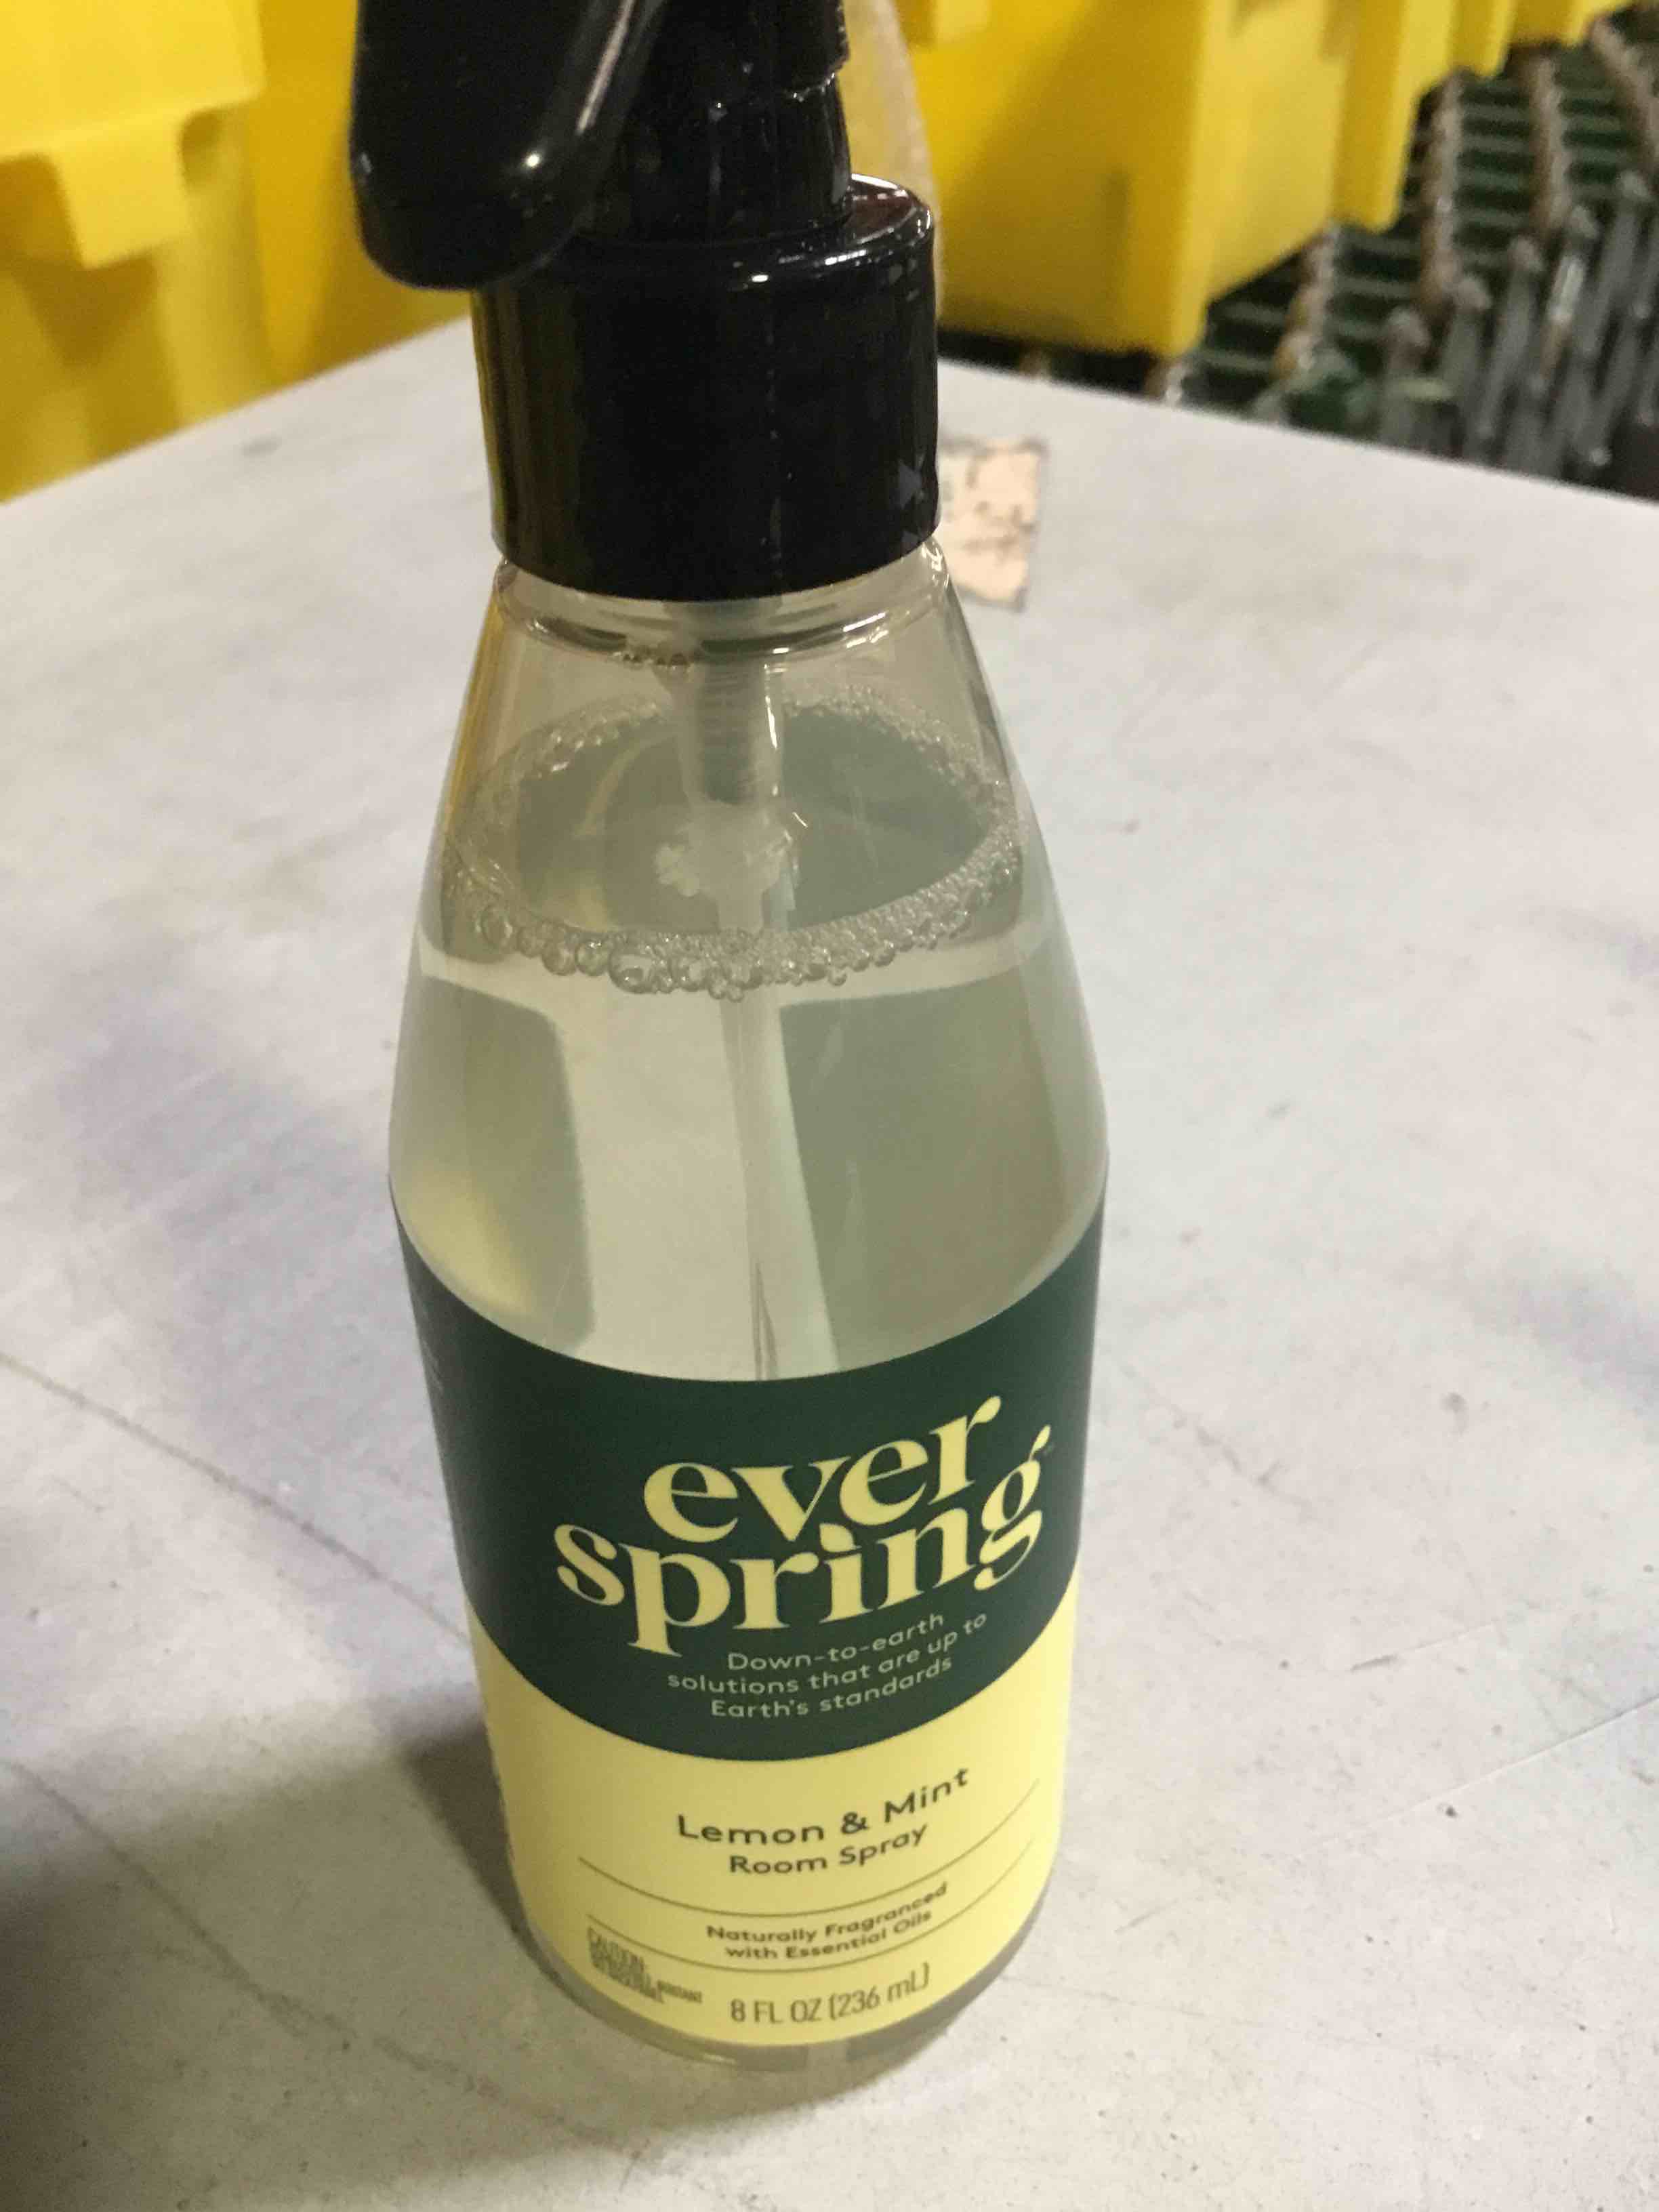 ever
spring
Down-to-earth
solutions that are up to
Earth's standards
Lemon & Mint
Room Spray
Naturally Fragranced
with Essential Oils
CAUTION:
8 FL OZ (236 mL)